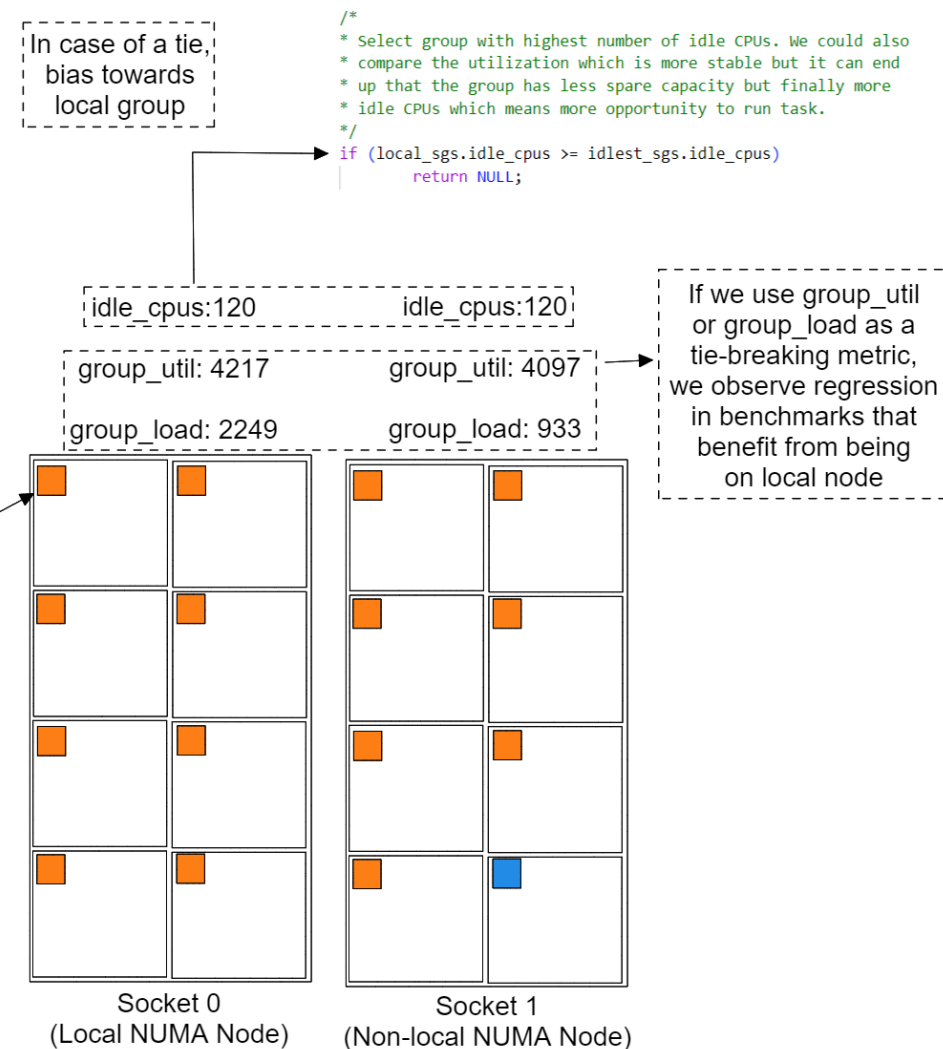 In case of a tie,
bias towards
local group
/*
* Select group with highest number of idle CPUs. We could also
* compare the utilization which is more stable but it can end
* up that the group has less spare capacity but finally more
* idle CPUs which means more opportunity to run task.
*/
if (local_sgs.idle_cpus >= idlest_sgs.idle_cpus)
return NULL;
idle_cpus:120 idle_cpus:120
group_util: 4217 group_util: 4097
group_load: 2249 group_load: 933
If we use group_util
or group_load as a
tie-breaking metric,
we observe regression
in benchmarks that
benefit from being
on local node
Socket 0
(Local NUMA Node)
Socket 1
(Non-local NUMA Node)